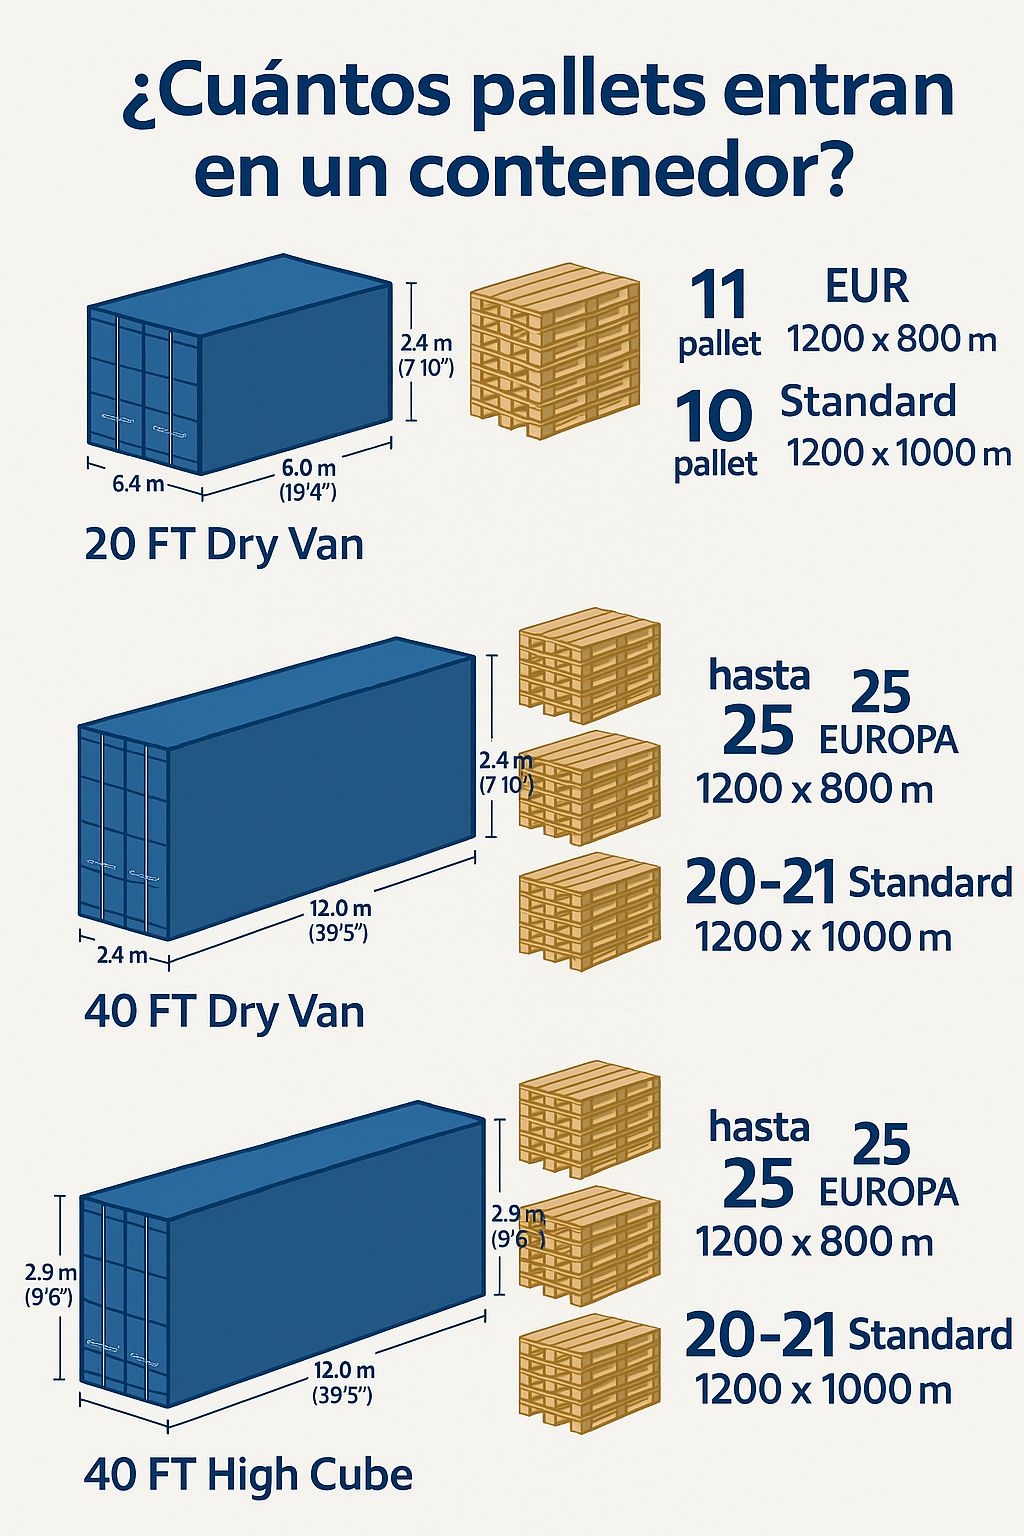 ¿Cuántos pallets entran
en un contenedor?
2.4 m
(7 10")
6.4 m
6.0 m
(19'4")
20 FT Dry Van
11
pallet
EUR
1200 x 800 m
10
pallet
Standard
1200 x 1000 m
2.4 m
(7 10')
12.0 m
(39'5")
2.4 m
40 FT Dry Van
hasta
25
25
EUROPA
1200 x 800 m
20-21 Standard
1200 x 1000 m
2.9 m
(9'6")
2.9 m
(9'6 )
12.0 m
(39'5")
40 FT High Cube
hasta
25
25
EUROPA
1200 x 800 m
20-21 Standard
1200 x 1000 m